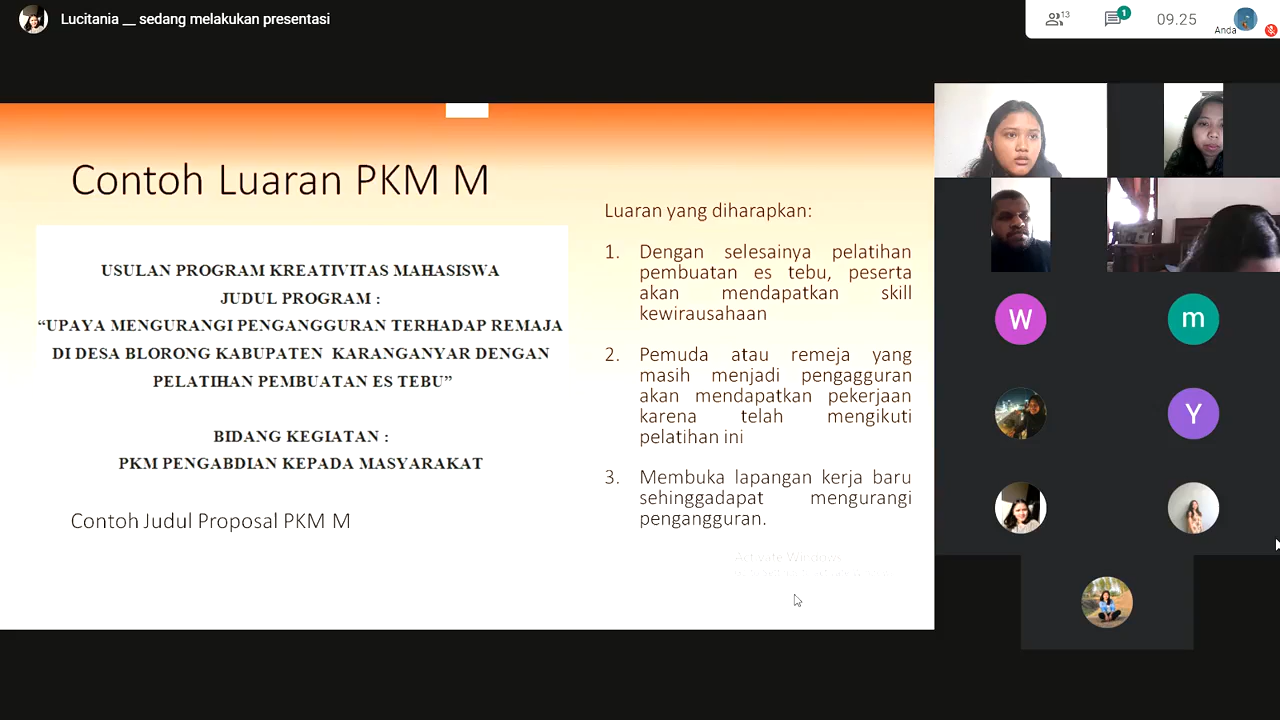 Lucitania __ sedang melakukan presentasi
13
1
09.25
Anda
Contoh Luaran PKM M
USULAN PROGRAM KREATIVITAS MAHASISWA
JUDUL PROGRAM :
“UPAYA MENGURANGI PENGANGGURAN TERHADAP REMAJA
DI DESA BLORONG KABUPATEN KARANGANYAR DENGAN
PELATIHAN PEMBUATAN ES TEBU”
BIDANG KEGIATAN :
PKM PENGABDIAN KEPADA MASYARAKAT
Contoh Judul Proposal PKM M
Luaran yang diharapkan:
1. Dengan selesainya pelatihan
pembuatan es tebu, peserta
akan mendapatkan skill
kewirausahaan
2. Pemuda atau remeja yang
masih menjadi pengagguran
akan mendapatkan pekerjaan
karena telah mengikuti
pelatihan ini
3. Membuka lapangan kerja baru
sehinggadapat mengurangi
pengangguran.
Activate Windows
W
m
Y